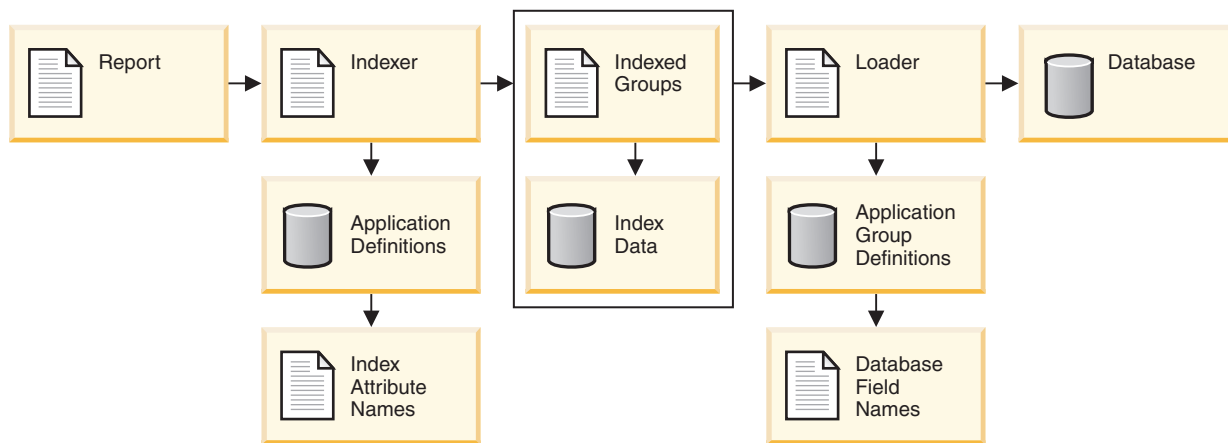 Report
Indexer
Indexed
Groups
Loader
Database
Application
Definitions
Index
Data
Application
Group
Definitions
Index
Attribute
Names
Database
Field
Names